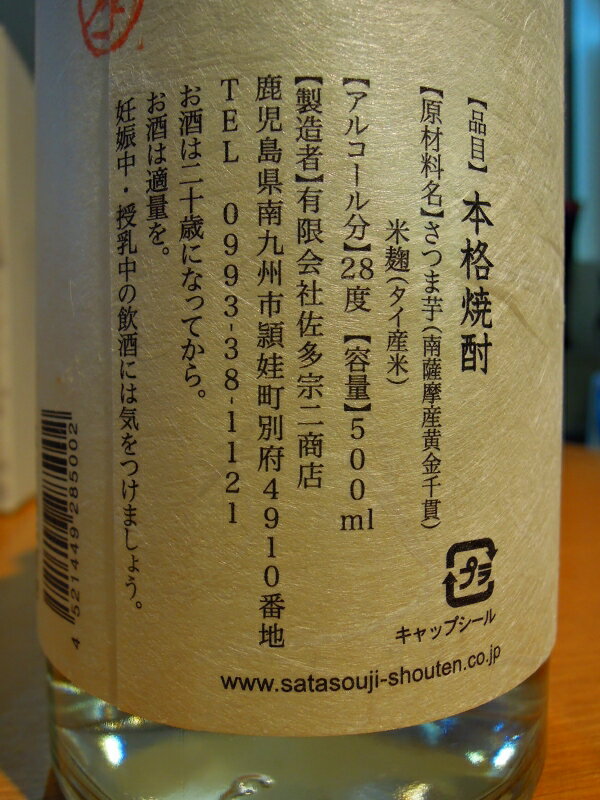 【品目】本格焼酎
【原材料名】さつま芋(南薩摩産黄金千貫)
米麹(タイ産米)
【アルコール分】28度 【容量】500ml
【製造者】有限会社佐多宗二商店
鹿児島県南九州市頴娃町別府4910番地
TEL 0993-38-1121
お酒は二十歳になってから。
お酒は適量を。
妊娠中・授乳中の飲酒には気をつけましょう。
プラ
キャップシール
www.satasouji-shouten.co.jp
4 521449 285002